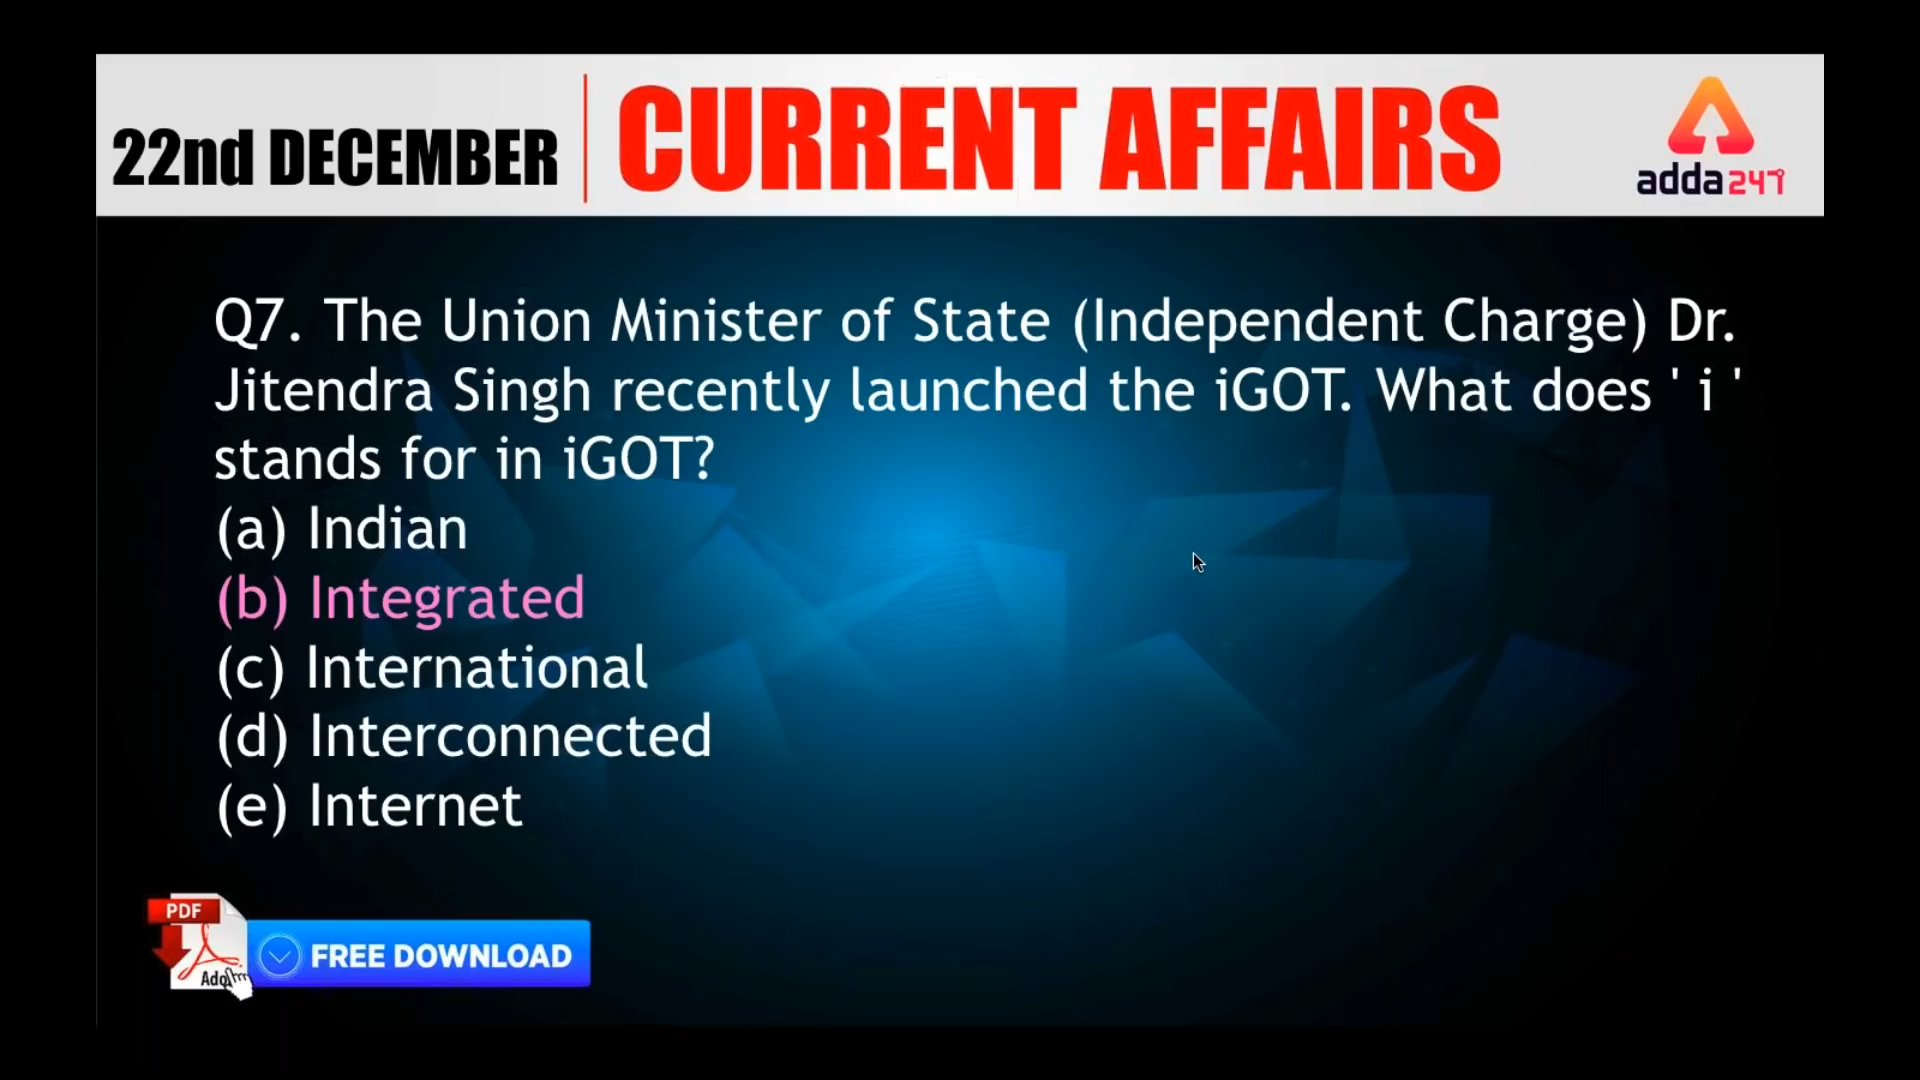 22nd DECEMBER
CURRENT AFFAIRS
adda247
Q7. The Union Minister of State (Independent Charge) Dr.
Jitendra Singh recently launched the iGOT. What does ' i '
stands for in iGOT?
(a) Indian
(b) Integrated
(c) International
(d) Interconnected
(e) Internet
PDF
FREE DOWNLOAD